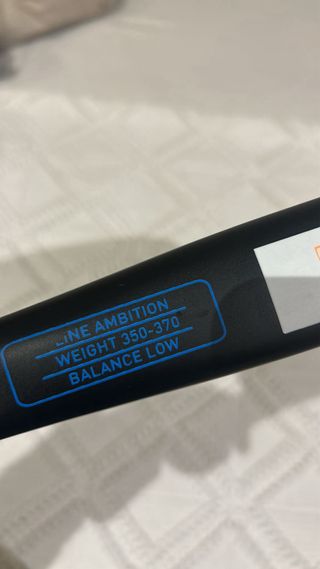 LINE AMBITION
WEIGHT 350-370
BALANCE LOW